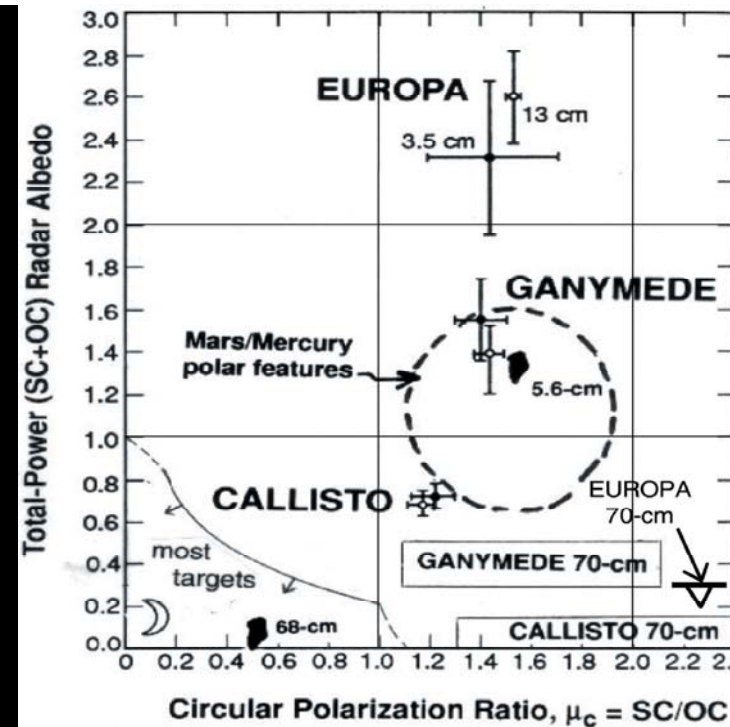 3.0
2.8
2.6
2.4
2.2
2.0
1.8
1.6
1.4
1.2
1.0
0.8
0.6
0.4
0.2
0.0
Total-Power (SC+OC) Radar Albedo
EUROPA
13 cm
3.5 cm
GANYMEDE
Mars/Mercury
polar features
5.6-cm
CALLISTO
EUROPA
70-cm
most
targets
GANYMEDE 70-cm
68-cm
CALLISTO 70-cm
0 0.2 0.4 0.6 0.8 1.0 1.2 1.4 1.6 1.8 2.0 2.2 2.
Circular Polarization Ratio, μc = SC/OC